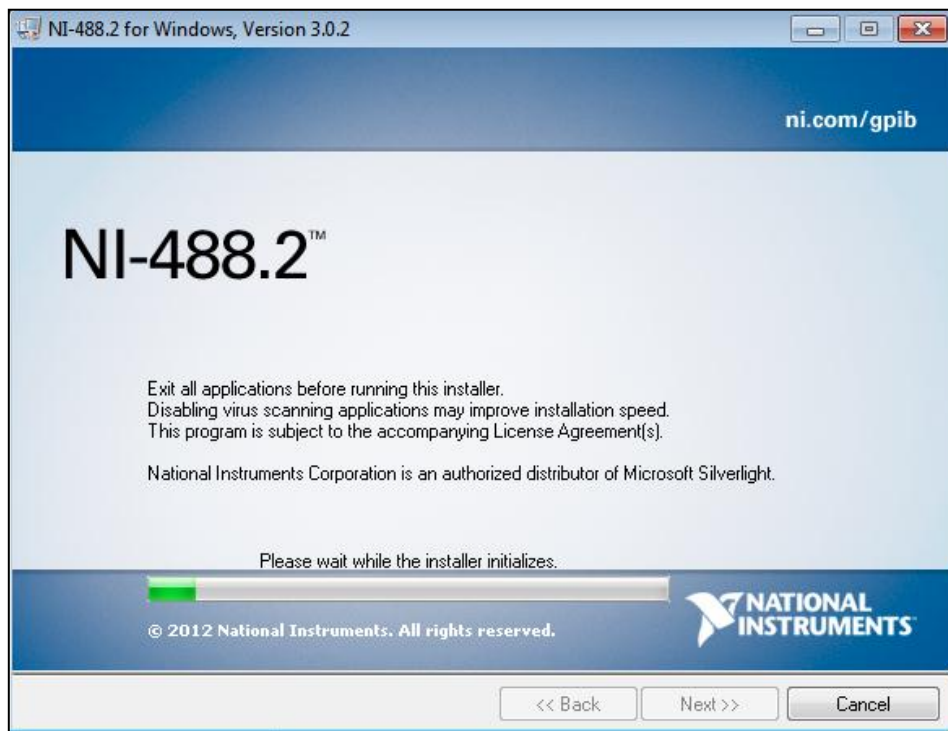 NI-488.2 for Windows, Version 3.0.2
ni.com/gpib
NI-488.2™
Exit all applications before running this installer.
Disabling virus scanning applications may improve installation speed.
This program is subject to the accompanying License Agreement(s).
National Instruments Corporation is an authorized distributor of Microsoft Silverlight.
Please wait while the installer initializes.
© 2012 National Instruments. All rights reserved.
NATIONAL
INSTRUMENTS
<< Back
Next >>
Cancel